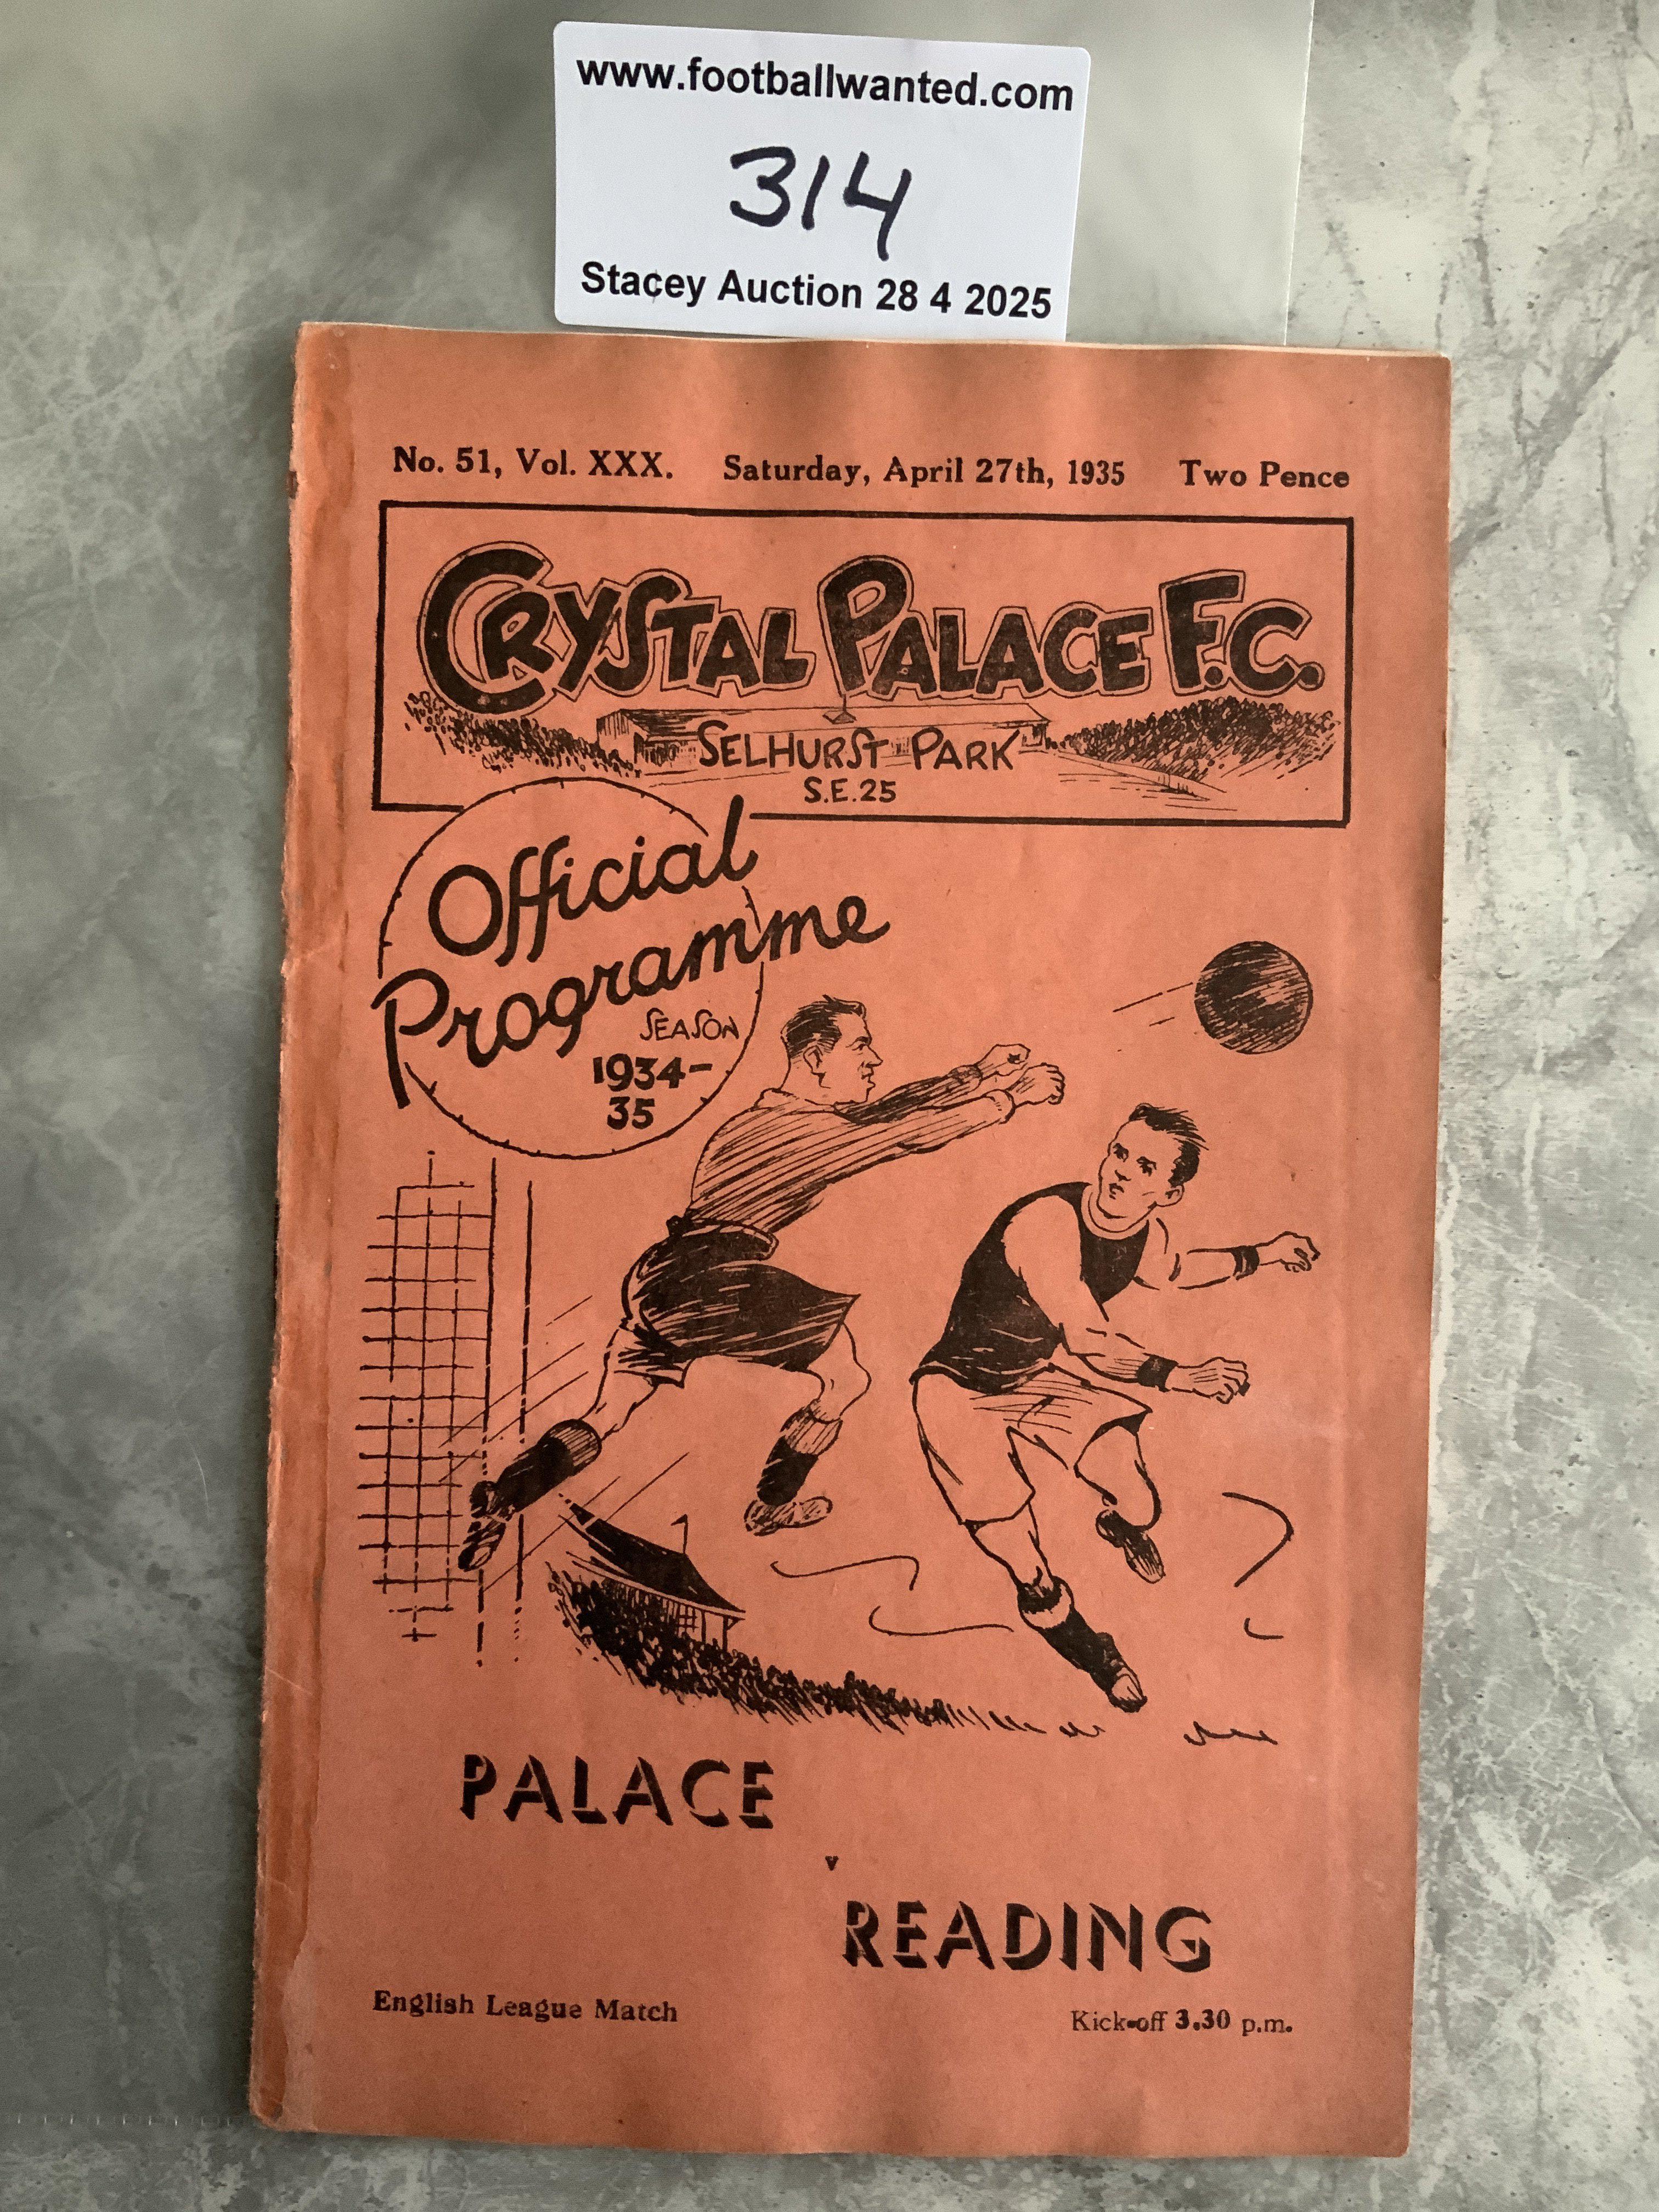 www.footballwanted.com
314
Stacey Auction 28 4 2025
No. 51, Vol. XXX. Saturday, April 27th, 1935 Two Pence
CRYSTAL PALACE F.C.
SELHURST PARK
S.E.25
Official
Programme
SEASON
1934-
35
PALACE
v
READING
English League Match Kick-off 3.30 p.m.